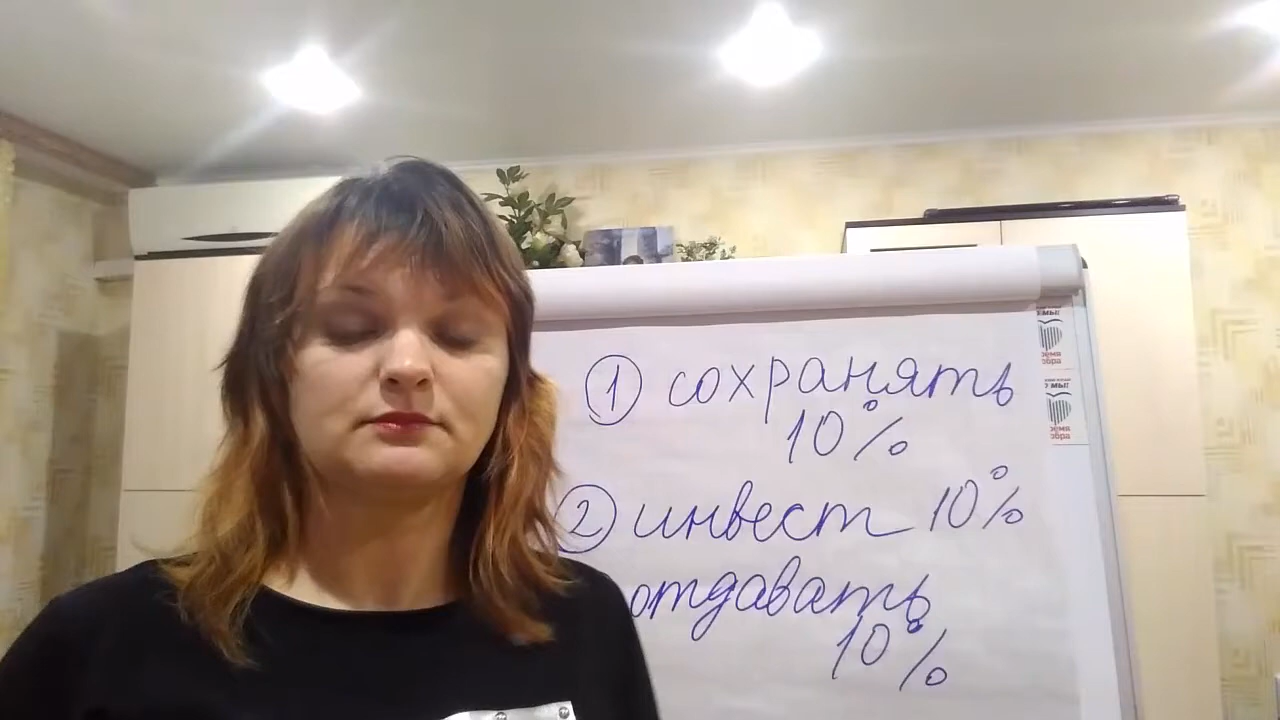 ① сохранять
10%
② инвест 10%
отдавать
10%